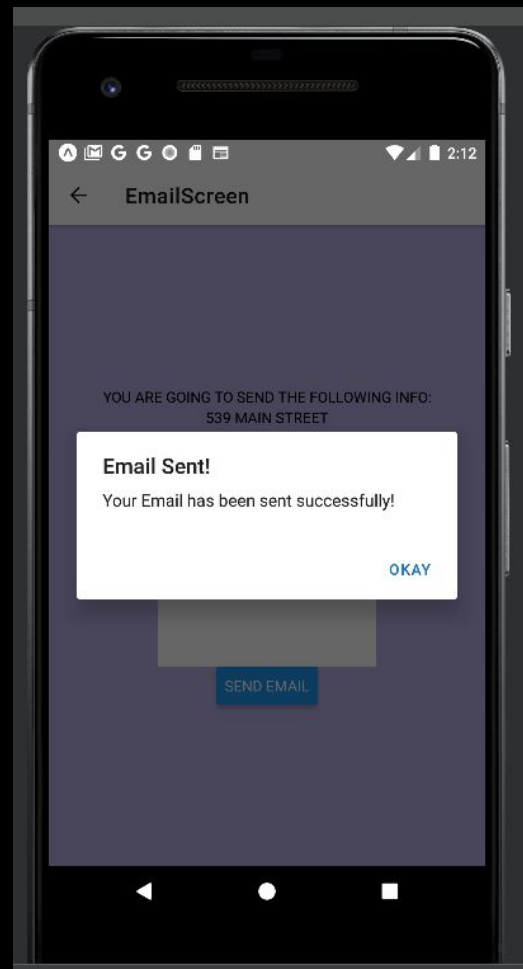 2:12
EmailScreen
YOU ARE GOING TO SEND THE FOLLOWING INFO:
539 MAIN STREET
Email Sent!
Your Email has been sent successfully!
OKAY
SEND EMAIL